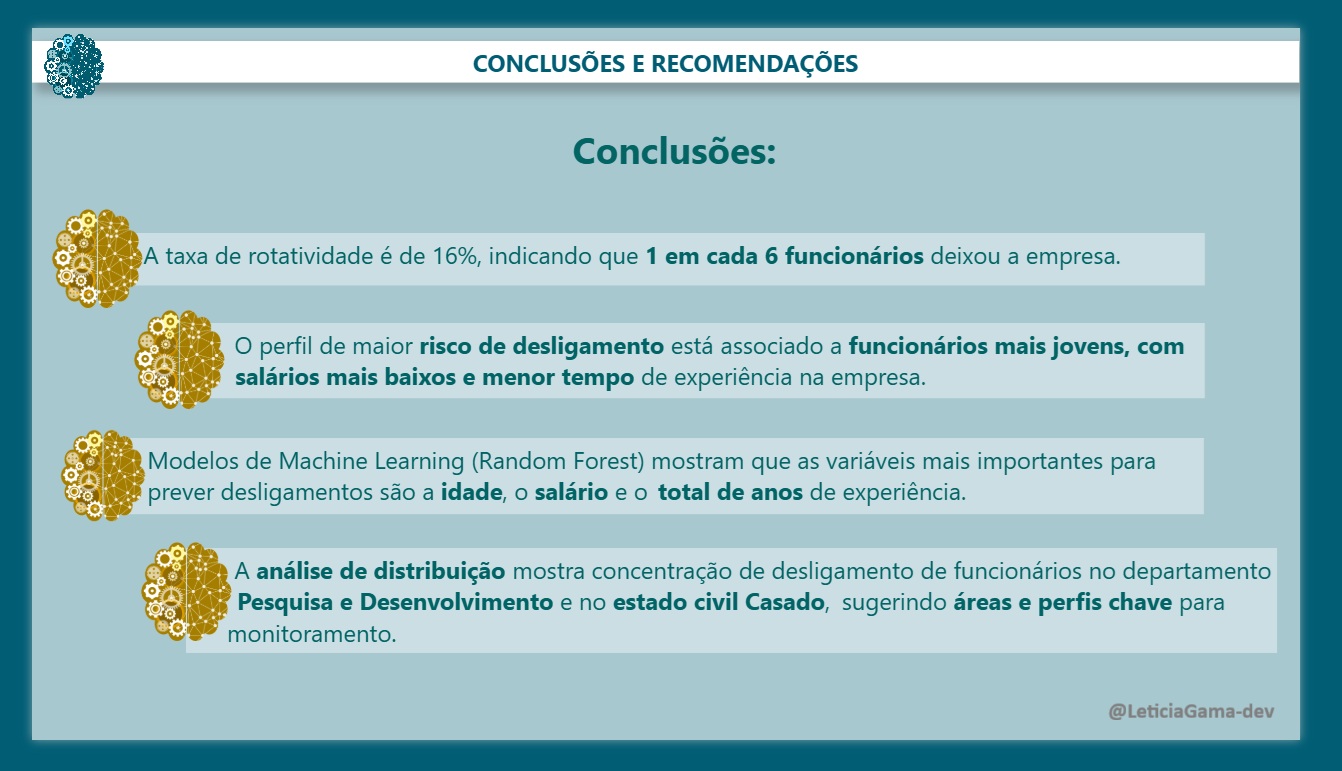 CONCLUSÕES E RECOMENDAÇÕES
Conclusões:
A taxa de rotatividade é de 16%, indicando que 1 em cada 6 funcionários deixou a empresa.
O perfil de maior risco de desligamento está associado a funcionários mais jovens, com
salários mais baixos e menor tempo de experiência na empresa.
Modelos de Machine Learning (Random Forest) mostram que as variáveis mais importantes para
prever desligamentos são a idade, o salário e o total de anos de experiência.
A análise de distribuição mostra concentração de desligamento de funcionários no departamento
Pesquisa e Desenvolvimento e no estado civil Casado, sugerindo áreas e perfis chave para
monitoramento.
@LeticiaGama-dev